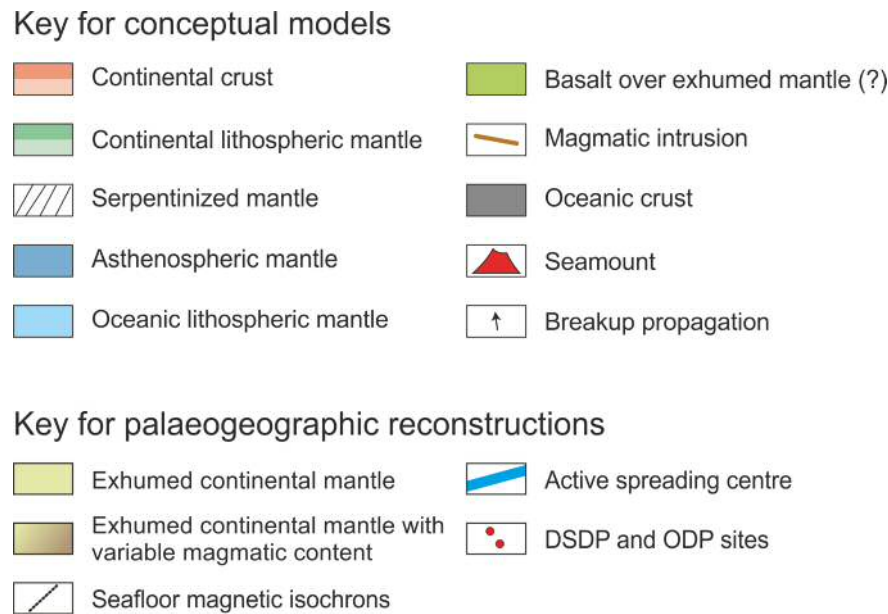 Key for conceptual models
Continental crust
Continental lithospheric mantle
Serpentinized mantle
Asthenospheric mantle
Oceanic lithospheric mantle
Basalt over exhumed mantle (?)
Magmatic intrusion
Oceanic crust
Seamount
Breakup propagation
Key for palaeogeographic reconstructions
Exhumed continental mantle
Exhumed continental mantle with
variable magmatic content
Seafloor magnetic isochrons
Active spreading centre
DSDP and ODP sites